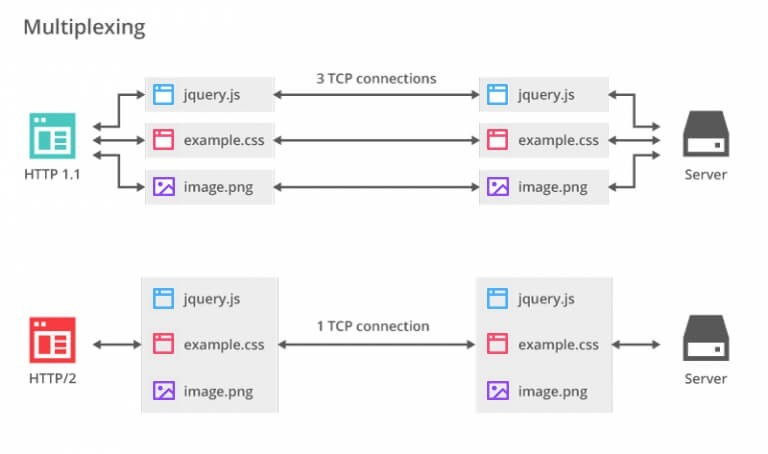 Multiplexing
3 TCP connections
jquery.js
jquery.js
example.css
example.css
image.png
image.png
HTTP 1.1
Server
1 TCP connection
jquery.js
jquery.js
example.css
example.css
image.png
image.png
HTTP/2
Server